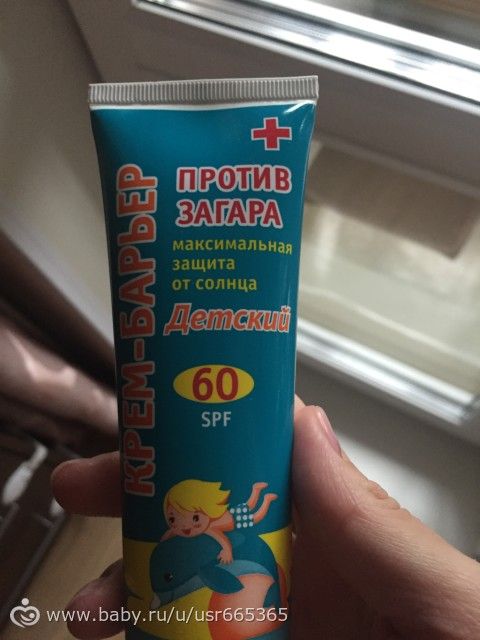 КРЕМ-БАРЬЕР
ПРОТИВ
ЗАГАРА
максимальная
защита
от солнца
Детский
60
SPF
www.baby.ru/u/usr665365